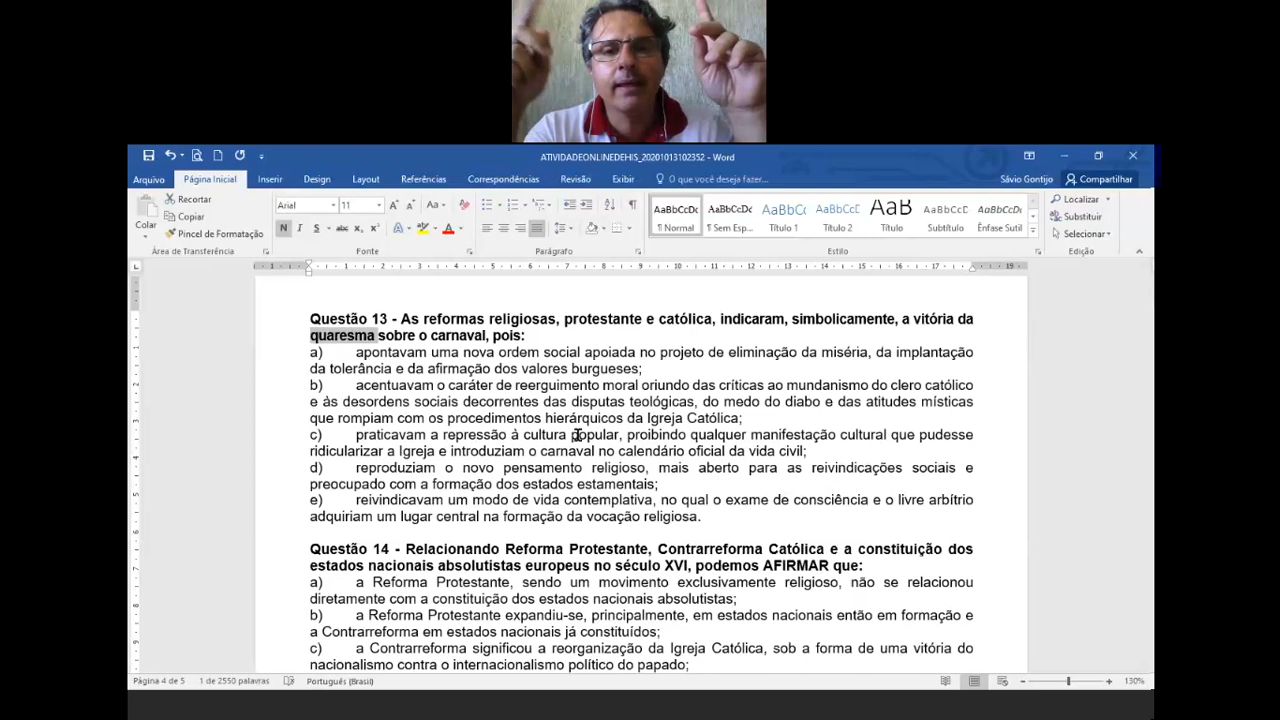 ATIVIDADEONLINEDEHIS_20201013102352 - Word
Arquivo Página Inicial Inserir Design Layout Referências Correspondências Revisão Exibir O que você deseja fazer... Sávio Gontijo Compartilhar
Colar
Recortar
Copiar
Pincel de Formatação
Área de Transferência
Arial 11
N I S abc x₂ x²
Fonte
Parágrafo
AaBbCcDc AaBbCcDc AaBbC AaBbCcD AaB AaBbCcD AaBbCcDc
¶ Normal ¶ Sem Esp... Título 1 Título 2 Título Subtítulo Ênfase Sutil
Estilo
Localizar
Substituir
Selecionar
Edição
Questão 13 - As reformas religiosas, protestante e católica, indicaram, simbolicamente, a vitória da
quaresma sobre o carnaval, pois:
a) apontavam uma nova ordem social apoiada no projeto de eliminação da miséria, da implantação
da tolerância e da afirmação dos valores burgueses;
b) acentuavam o caráter de reerguimento moral oriundo das críticas ao mundanismo do clero católico
e às desordens sociais decorrentes das disputas teológicas, do medo do diabo e das atitudes místicas
que rompiam com os procedimentos hierárquicos da Igreja Católica;
c) praticavam a repressão à cultura popular, proibindo qualquer manifestação cultural que pudesse
ridicularizar a Igreja e introduziam o carnaval no calendário oficial da vida civil;
d) reproduziam o novo pensamento religioso, mais aberto para as reivindicações sociais e
preocupado com a formação dos estados estamentais;
e) reivindicavam um modo de vida contemplativa, no qual o exame de consciência e o livre arbítrio
adquiriam um lugar central na formação da vocação religiosa.
Questão 14 - Relacionando Reforma Protestante, Contrarreforma Católica e a constituição dos
estados nacionais absolutistas europeus no século XVI, podemos AFIRMAR que:
a) a Reforma Protestante, sendo um movimento exclusivamente religioso, não se relacionou
diretamente com a constituição dos estados nacionais absolutistas;
b) a Reforma Protestante expandiu-se, principalmente, em estados nacionais então em formação e
a Contrarreforma em estados nacionais já constituídos;
c) a Contrarreforma significou a reorganização da Igreja Católica, sob a forma de uma vitória do
nacionalismo contra o internacionalismo político do papado;
Página 4 de 5 1 de 2550 palavras Português (Brasil) 130%